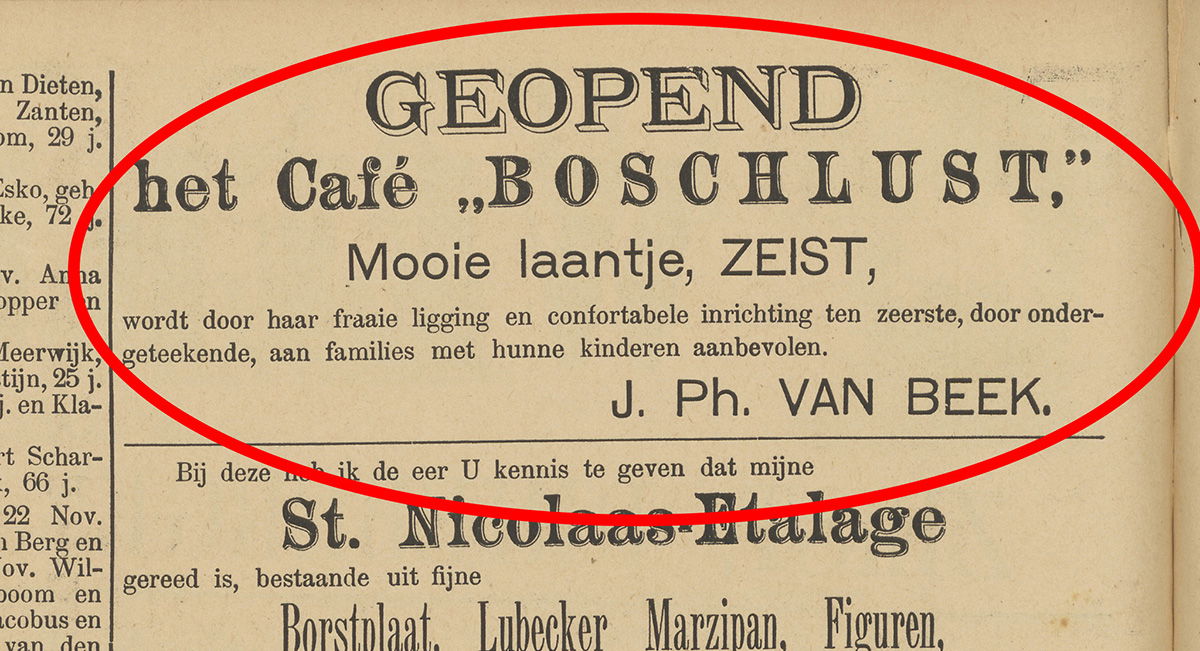 n Dieten,
Zanten,
om, 29 j.
Esko, geb.
ke, 72 j.
v. Anna
opper en
Meerwijk,
tijn, 25 j.
j. en Kla-
rt Schar-
, 66 j.
22 Nov.
n Berg en
Nov. Wil-
boom en
acobus en
van den
GEOPEND
het Café „BOSCHLUST,”
Mooie laantje, ZEIST,
wordt door haar fraaie ligging en confortabele inrichting ten zeerste, door onder-
geteekende, aan families met hunne kinderen aanbevolen.
J. Ph. VAN BEEK.
Bij deze heb ik de eer U kennis te geven dat mijne
St. Nicolaas-Etalage
gereed is, bestaande uit fijne
Borstplaat, Lubecker Marzipan, Figuren,